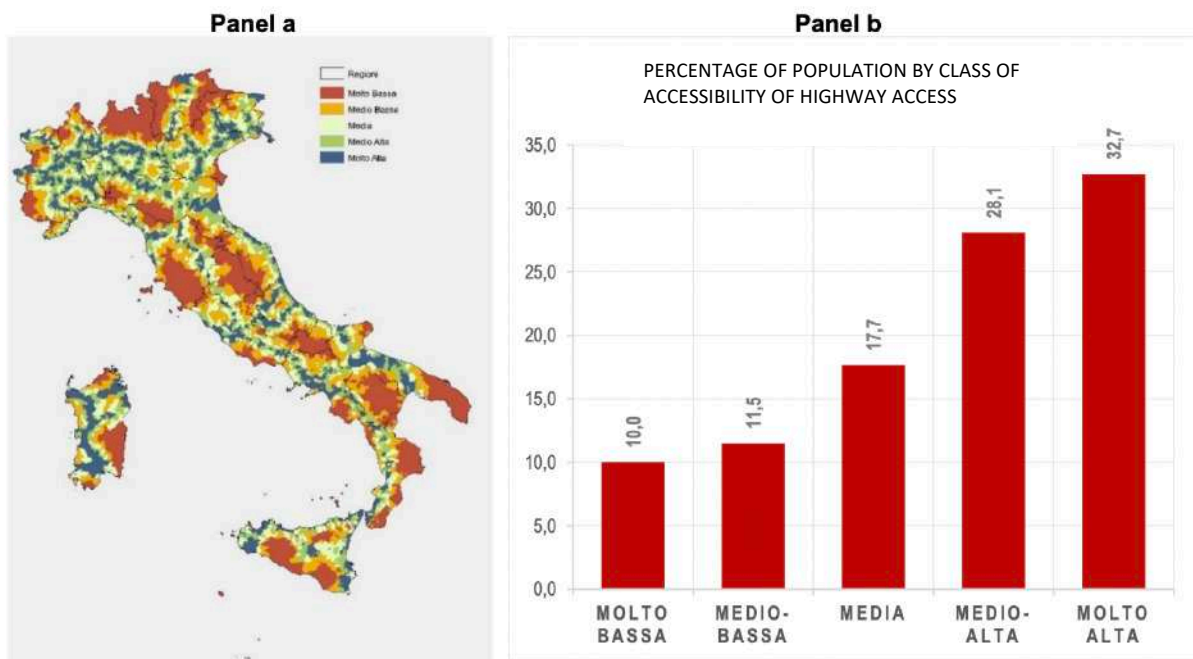 Panel a
Regioni
Molto Bassa
Medio Bassa
Media
Medio Alta
Molto Alta
Panel b
PERCENTAGE OF POPULATION BY CLASS OF
ACCESSIBILITY OF HIGHWAY ACCESS
35,0
30,0
25,0
20,0
15,0
10,0
5,0
0,0
10,0
11,5
17,7
28,1
32,7
MOLTO
BASSA
MEDIO-
BASSA
MEDIA
MEDIO-
ALTA
MOLTO
ALTA